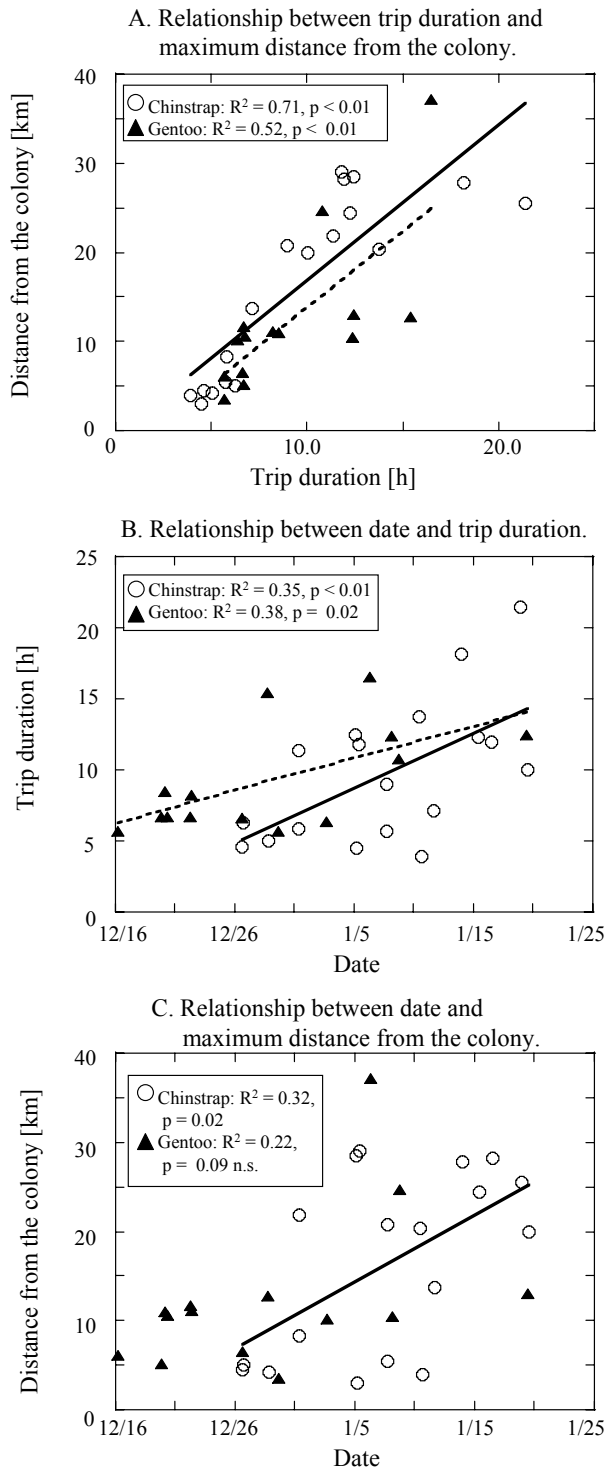 A. Relationship between trip duration and
maximum distance from the colony.
Distance from the colony [km]
40
30
20
10
0
Chinstrap: R² = 0.71, p < 0.01
Gentoo: R² = 0.52, p < 0.01
0 10.0 20.0
Trip duration [h]
B. Relationship between date and trip duration.
Trip duration [h]
25
20
15
10
5
0
Chinstrap: R² = 0.35, p < 0.01
Gentoo: R² = 0.38, p = 0.02
12/16 12/26 1/5 1/15 1/25
Date
C. Relationship between date and
maximum distance from the colony.
Distance from the colony [km]
40
30
20
10
0
Chinstrap: R² = 0.32,
p = 0.02
Gentoo: R² = 0.22,
p = 0.09 n.s.
12/16 12/26 1/5 1/15 1/25
Date